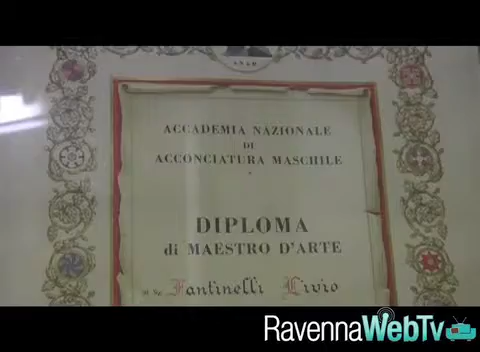 ACCADEMIA NAZIONALE
DI
ACCONCIATURA MASCHILE
DIPLOMA
di MAESTRO D'ARTE
Fantinelli Livio
RavennaWebTv